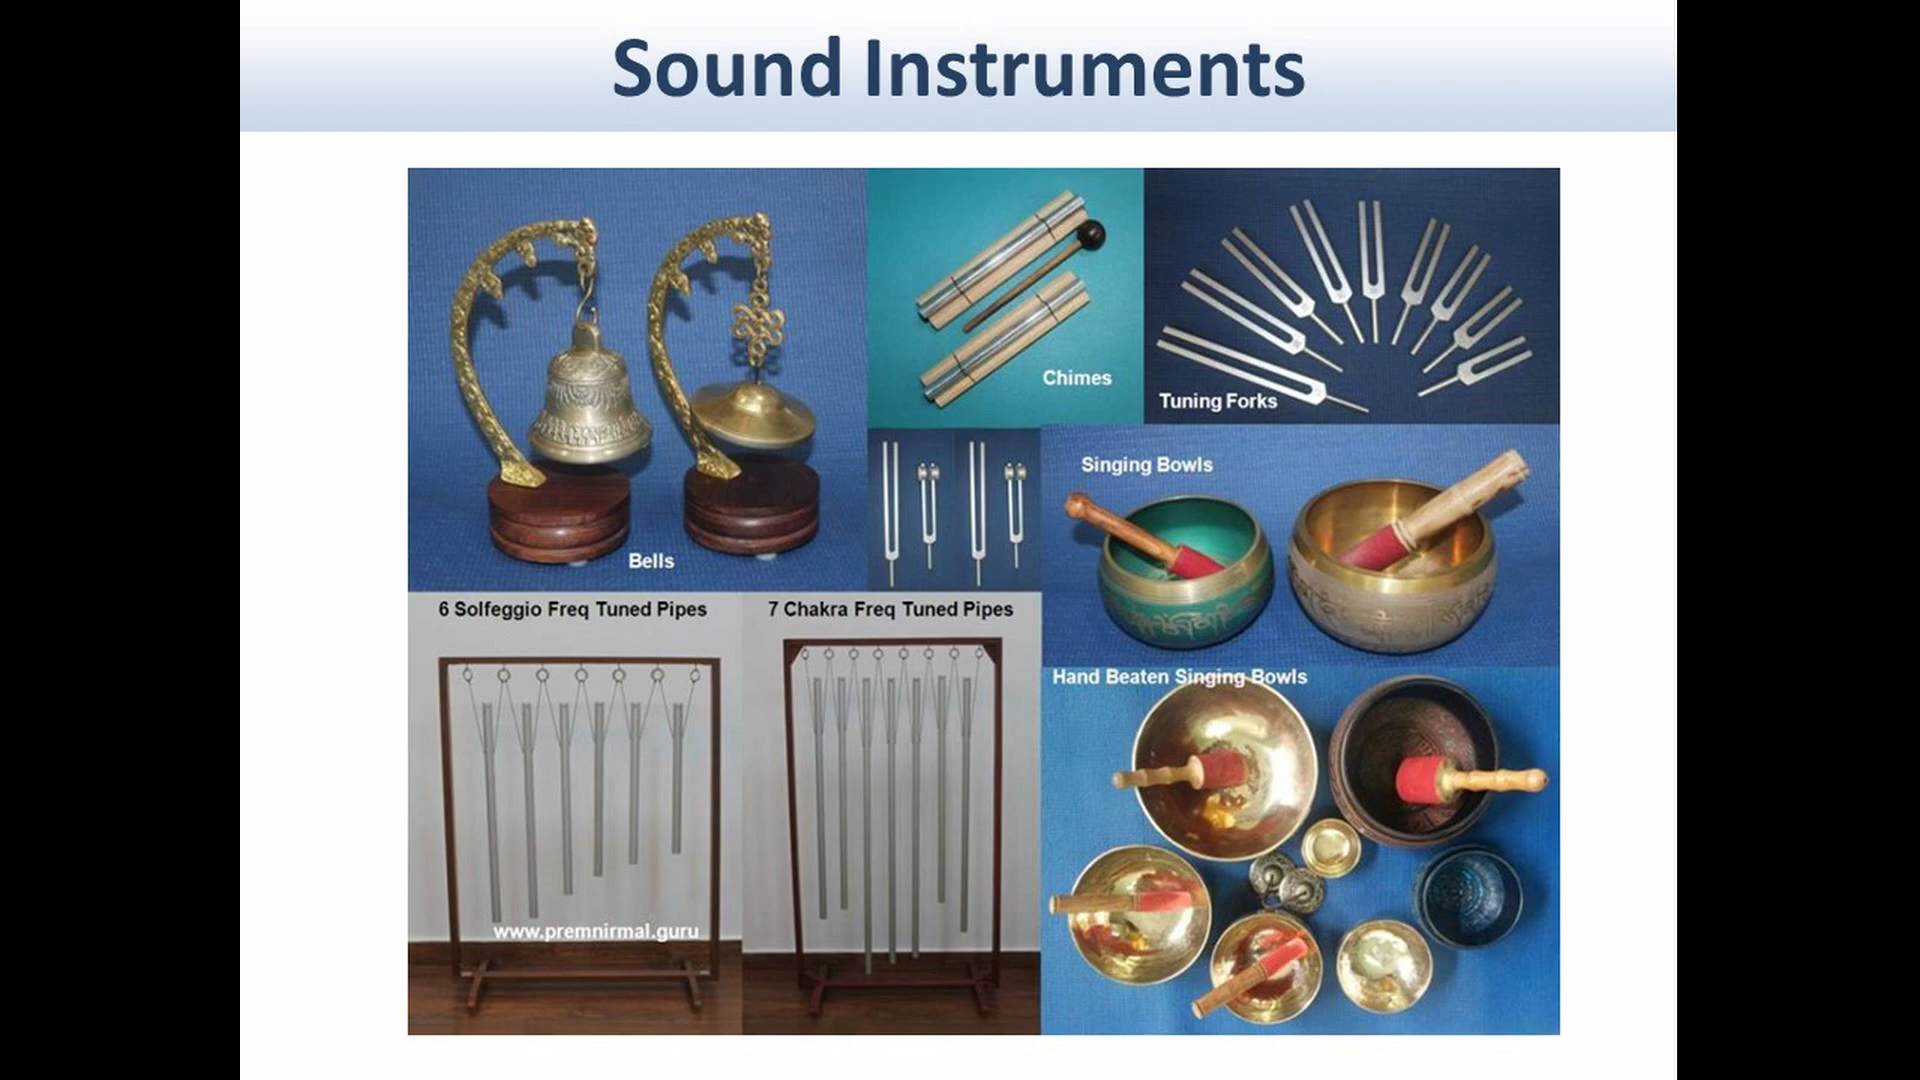 Sound Instruments
Chimes
Tuning Forks
Singing Bowls
Bells
6 Solfeggio Freq Tuned Pipes
7 Chakra Freq Tuned Pipes
Hand Beaten Singing Bowls
www.premnirmal.guru